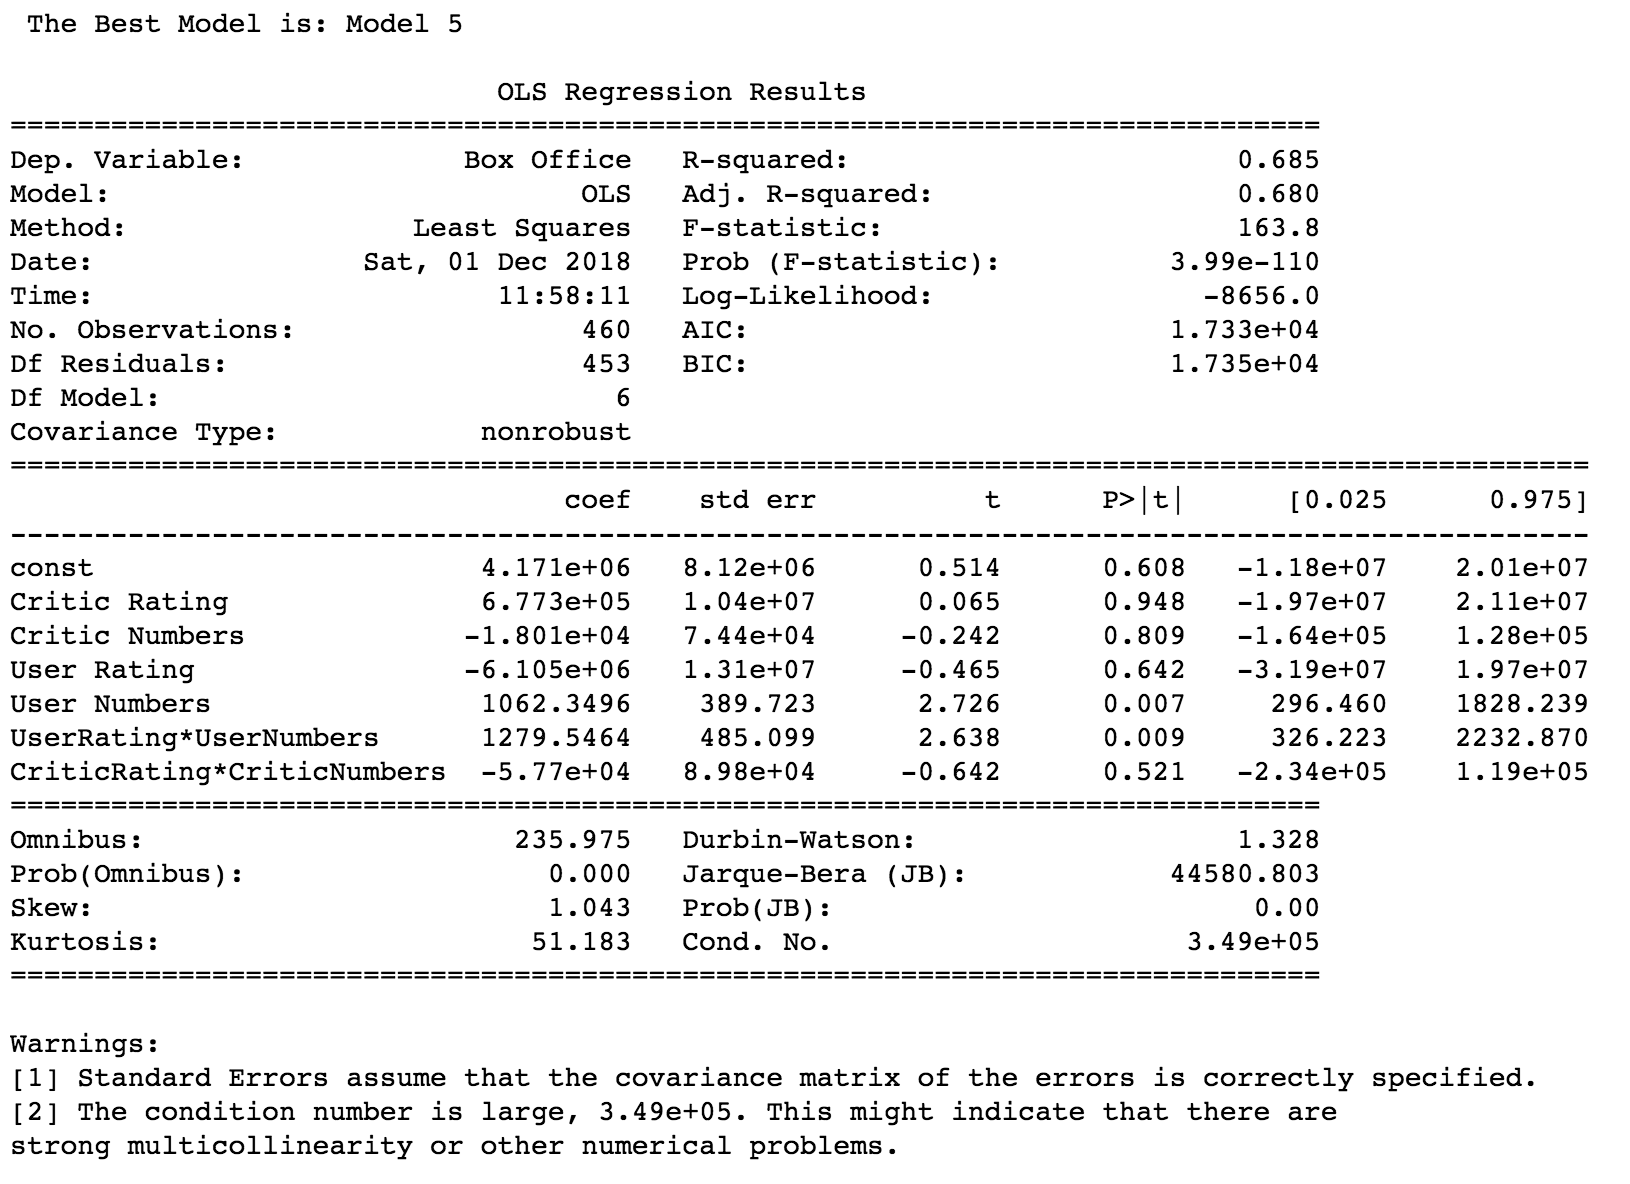 The Best Model is: Model 5
OLS Regression Results
==============================================================================
Dep. Variable:             Box Office   R-squared:                       0.685
Model:                            OLS   Adj. R-squared:                  0.680
Method:                 Least Squares   F-statistic:                     163.8
Date:                Sat, 01 Dec 2018   Prob (F-statistic):          3.99e-110
Time:                        11:58:11   Log-Likelihood:                -8656.0
No. Observations:                 460   AIC:                         1.733e+04
Df Residuals:                     453   BIC:                         1.735e+04
Df Model:                           6
Covariance Type:            nonrobust
==============================================================================================
                                 coef    std err          t      P>|t|      [0.025      0.975]
----------------------------------------------------------------------------------------------
const                       4.171e+06   8.12e+06      0.514      0.608   -1.18e+07    2.01e+07
Critic Rating               6.773e+05   1.04e+07      0.065      0.948   -1.97e+07    2.11e+07
Critic Numbers             -1.801e+04   7.44e+04     -0.242      0.809   -1.64e+05    1.28e+05
User Rating                -6.105e+06   1.31e+07     -0.465      0.642   -3.19e+07    1.97e+07
User Numbers                1062.3496    389.723      2.726      0.007     296.460    1828.239
UserRating*UserNumbers      1279.5464    485.099      2.638      0.009     326.223    2232.870
CriticRating*CriticNumbers  -5.77e+04   8.98e+04     -0.642      0.521   -2.34e+05    1.19e+05
==============================================================================
Omnibus:                      235.975   Durbin-Watson:                   1.328
Prob(Omnibus):                  0.000   Jarque-Bera (JB):            44580.803
Skew:                           1.043   Prob(JB):                         0.00
Kurtosis:                      51.183   Cond. No.                     3.49e+05
==============================================================================
Warnings:
[1] Standard Errors assume that the covariance matrix of the errors is correctly specified.
[2] The condition number is large, 3.49e+05. This might indicate that there are
strong multicollinearity or other numerical problems.